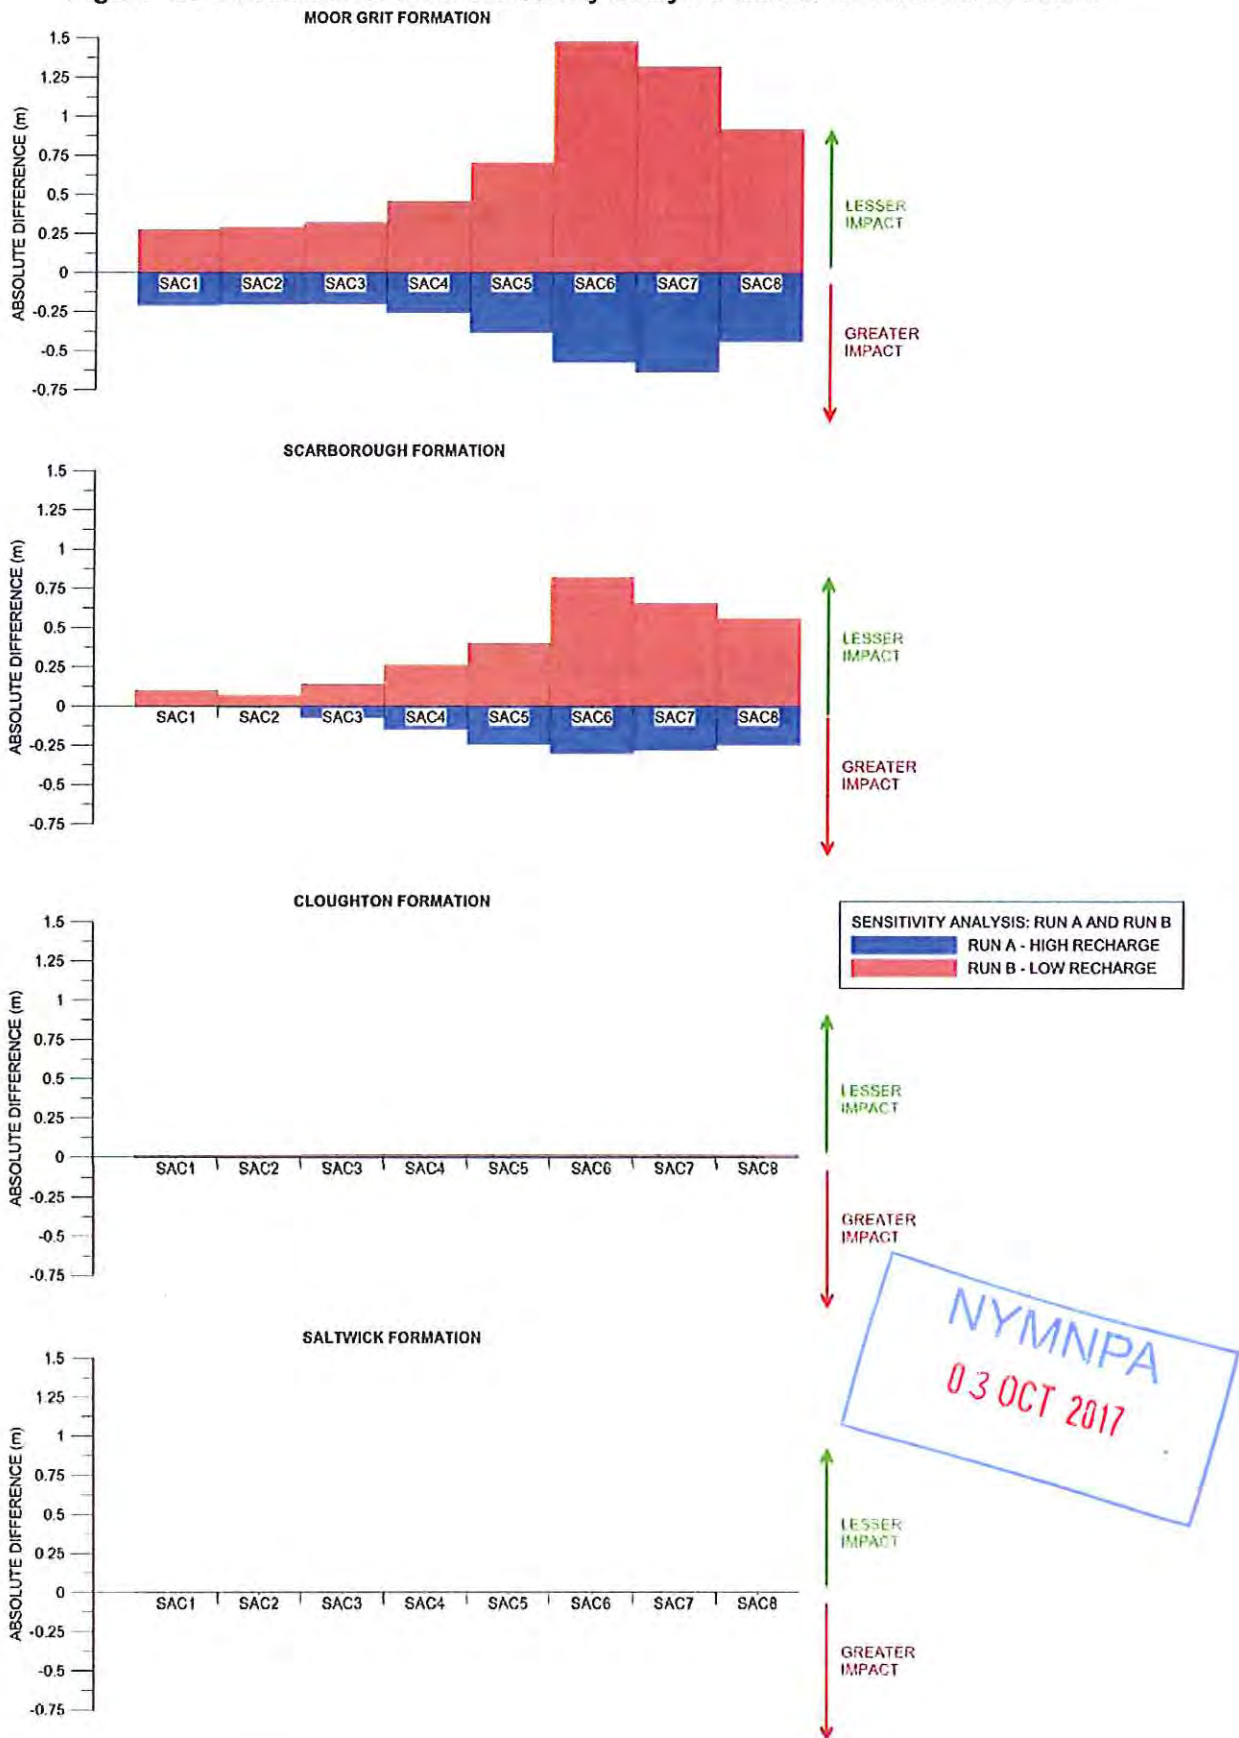 MOOR GRIT FORMATION
ABSOLUTE DIFFERENCE (m)
1.5
1.25
1
0.75
0.5
0.25
0
-0.25
-0.5
-0.75
SAC1 SAC2 SAC3 SAC4 SAC5 SAC6 SAC7 SAC8
LESSER
IMPACT
GREATER
IMPACT
SCARBOROUGH FORMATION
ABSOLUTE DIFFERENCE (m)
1.5
1
0.75
0.5
0.25
0
-0.25
-0.5
-0.75
SAC1 SAC2 SAC3 SAC4 SAC5 SAC6 SAC7 SAC8
LESSER
IMPACT
GREATER
IMPACT
CLOUGHTON FORMATION
ABSOLUTE DIFFERENCE (m)
1.5
1.25
1
0.75
0.5
0.25
0
-0.25
-0.5
-0.75
SAC1 SAC2 SAC3 SAC4 SAC5 SAC6 SAC7 SAC8
SENSITIVITY ANALYSIS: RUN A AND RUN B
RUN A - HIGH RECHARGE
RUN B - LOW RECHARGE
LESSER
IMPACT
GREATER
IMPACT
NYMNPA
03 OCT 2017
SALTWICK FORMATION
ABSOLUTE DIFFERENCE (m)
1.5
1.25
1
0.75
0.5
0.25
0
-0.25
-0.5
-0.75
SAC1 SAC2 SAC3 SAC4 SAC5 SAC6 SAC7 SAC8
LESSER
IMPACT
GREATER
IMPACT